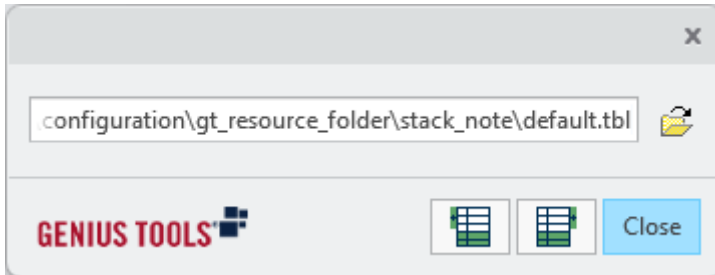 .configuration\gt_resource_folder\stack_note\default.tbl
GENIUS TOOLS
Close